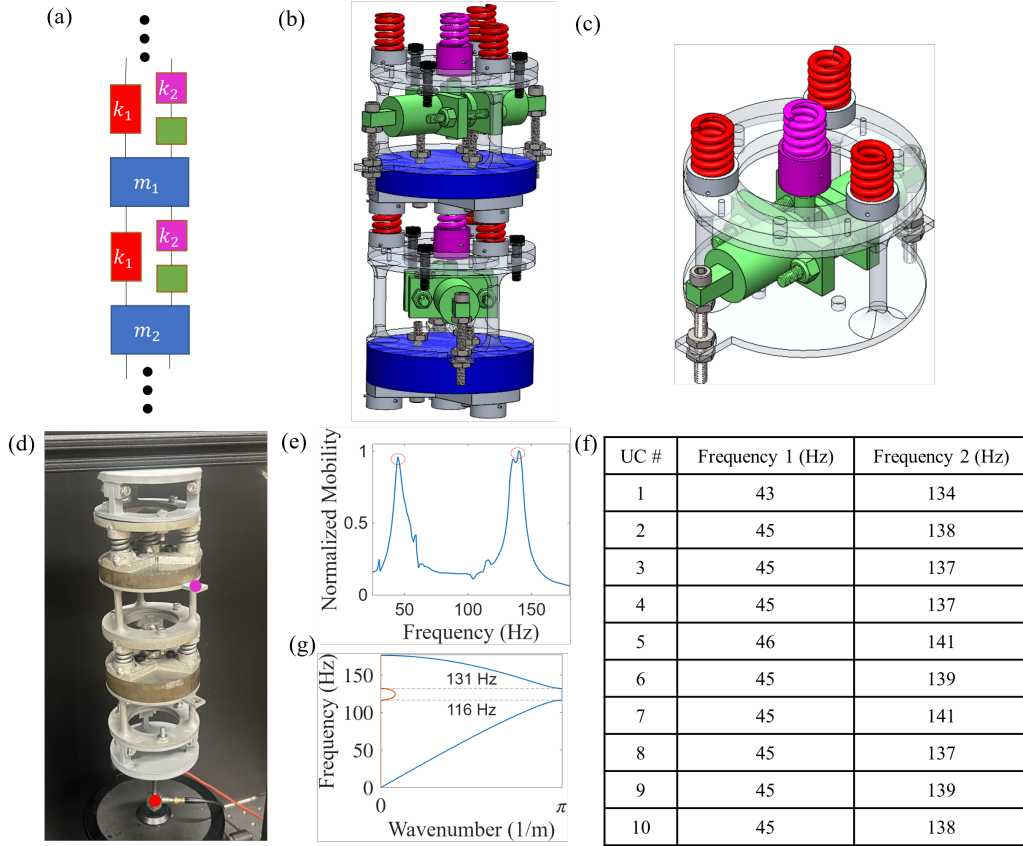 (a)
k₁
k₂
m₁
k₁
k₂
m₂
(b)
(c)
(d)
(e)
Normalized Mobility
1
0.5
0
50
100
150
Frequency (Hz)
(g)
Frequency (Hz)
150
100
50
0
131 Hz
116 Hz
0
π
Wavenumber (1/m)
(f)
UC # Frequency 1 (Hz) Frequency 2 (Hz)
1 43 134
2 45 138
3 45 137
4 45 137
5 46 141
6 45 139
7 45 141
8 45 137
9 45 139
10 45 138